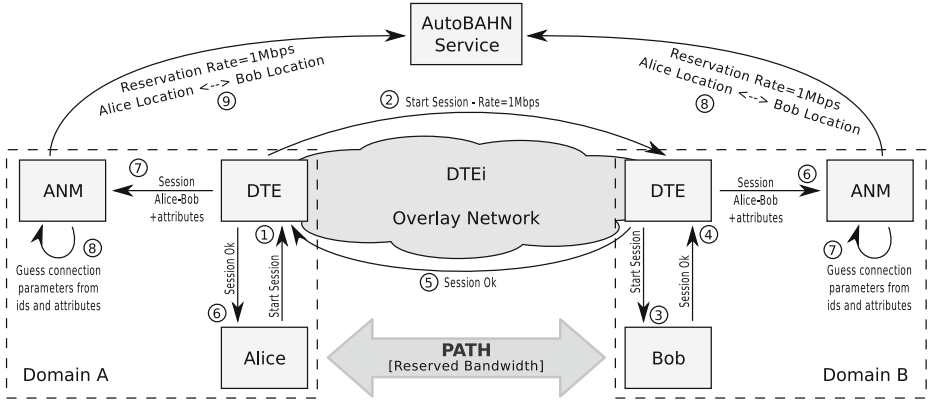 AutoBAHN
Service
Reservation Rate=1Mbps
Alice Location <--> Bob Location
⑨
② Start Session - Rate=1Mbps
Reservation Rate=1Mbps
Alice Location <--> Bob Location
⑧
ANM
⑦
Session
Alice-Bob
+attributes
DTE
DTEi
Overlay Network
DTE
Session
Alice-Bob
+attributes
⑥
ANM
⑧
Guess connection
parameters from
ids and attributes
①
Session Ok
Start Session
⑥
⑤ Session Ok
Start Session
Session Ok
④
③
⑦
Guess connection
parameters from
ids and attributes
Alice
PATH
[Reserved Bandwidth]
Bob
Domain A
Domain B